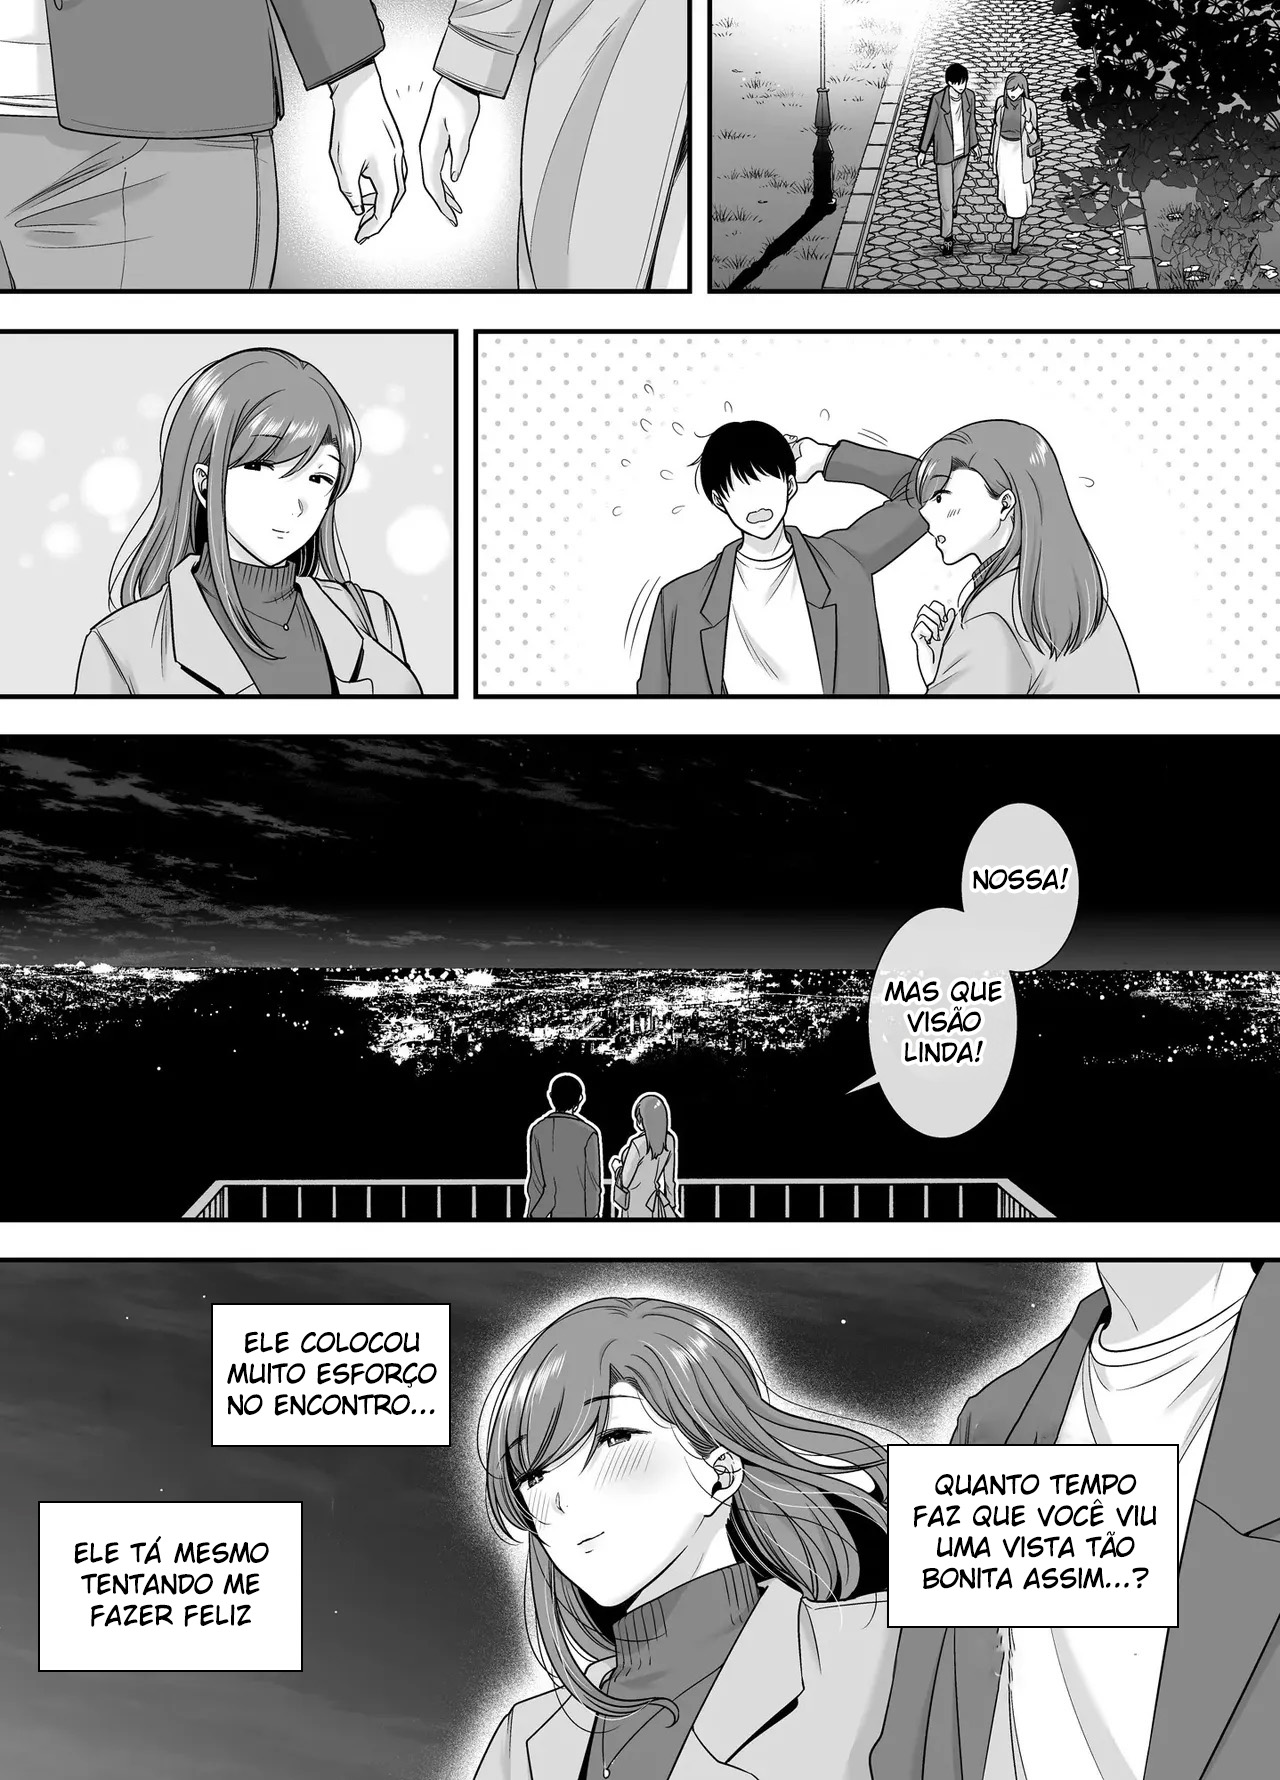 NOSSA!
MAS QUE
VISÃO
LINDA!
QUANTO TEMPO
FAZ QUE VOCÊ VIU
UMA VISTA TÃO
BONITA ASSIM...?
ELE COLOCOU
MUITO ESFORÇO
NO ENCONTRO...
ELE TÁ MESMO
TENTANDO ME
FAZER FELIZ